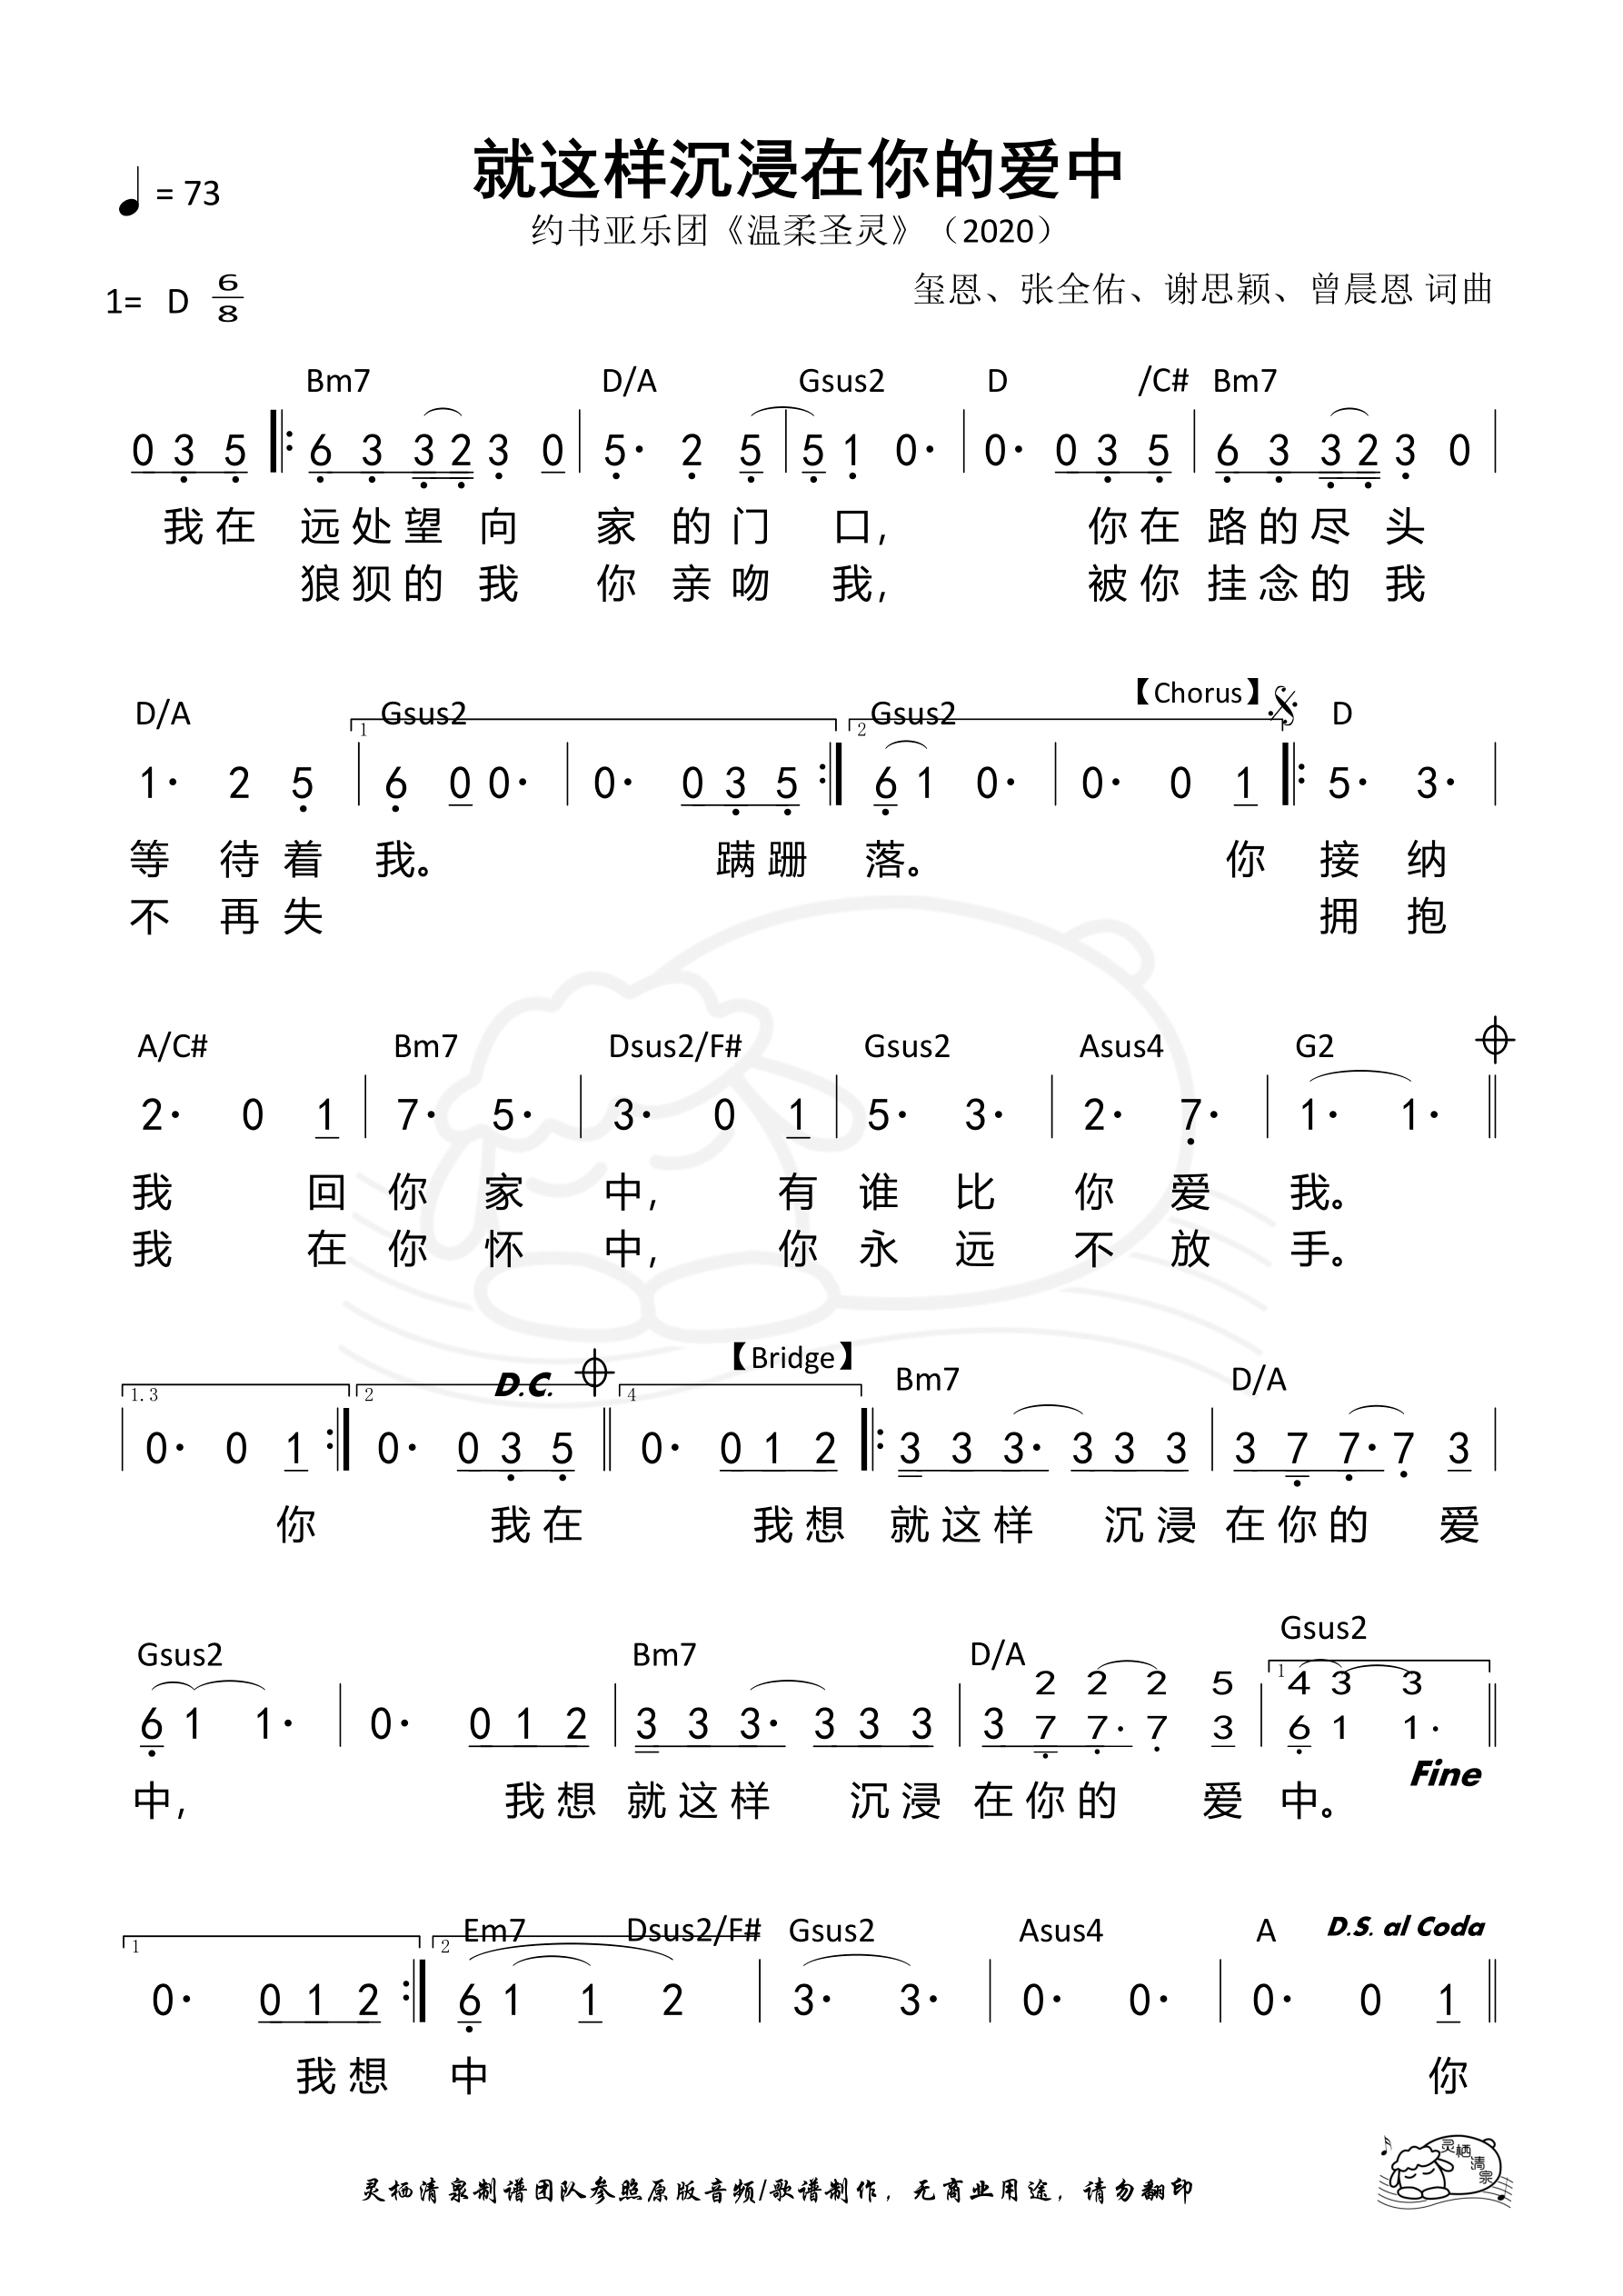 就这样沉浸在你的爱中
= 73
约书亚乐团《温柔圣灵》（2020）
玺恩、张全佑、谢思颖、曾晨恩 词曲
1= D 6/8
Bm7 D/A Gsus2 D /C# Bm7
0 3 5 6 3 3 2 3 0 5· 2 5 5 1 0· 0· 0 3 5 6 3 3 2 3 0
我在 远处望 向 家 的 门 口， 你在 路的尽 头
狼狈的 我 你 亲 吻 我， 被你 挂念的 我
【Chorus】
D/A Gsus2 Gsus2 D
1 2
1· 2 5 6 0 0· 0· 0 3 5 6 1 0· 0· 0 1 5· 3·
等 待 着 我。 蹒跚 落。 你 接 纳
不 再 失 拥 抱
A/C# Bm7 Dsus2/F# Gsus2 Asus4 G2
2· 0 1 7· 5· 3· 0 1 5· 3· 2· 7· 1· 1·
我 回 你 家 中， 有 谁 比 你 爱 我。
我 在 你 怀 中， 你 永 远 不 放 手。
【Bridge】
1.3 2 D.C. 4 Bm7 D/A
0· 0 1 0· 0 3 5 0· 0 1 2 3 3 3· 3 3 3 3 7 7· 7 3
你 我在 我想 就这样 沉浸 在你的 爱
Gsus2 Bm7 D/A Gsus2
1
2 2 2 5 4 3 3
6 1 1· 0· 0 1 2 3 3 3· 3 3 3 3 7 7· 7 3 6 1 1·
Fine
中， 我想 就这样 沉浸 在你的 爱 中。
Em7 Dsus2/F# Gsus2 Asus4 A D.S. al Coda
1 2
0· 0 1 2 6 1 1 2 3· 3· 0· 0· 0· 0 1
我想 中 你
灵栖清泉
灵栖清泉制谱团队参照原版音频/歌谱制作，无商业用途，请勿翻印